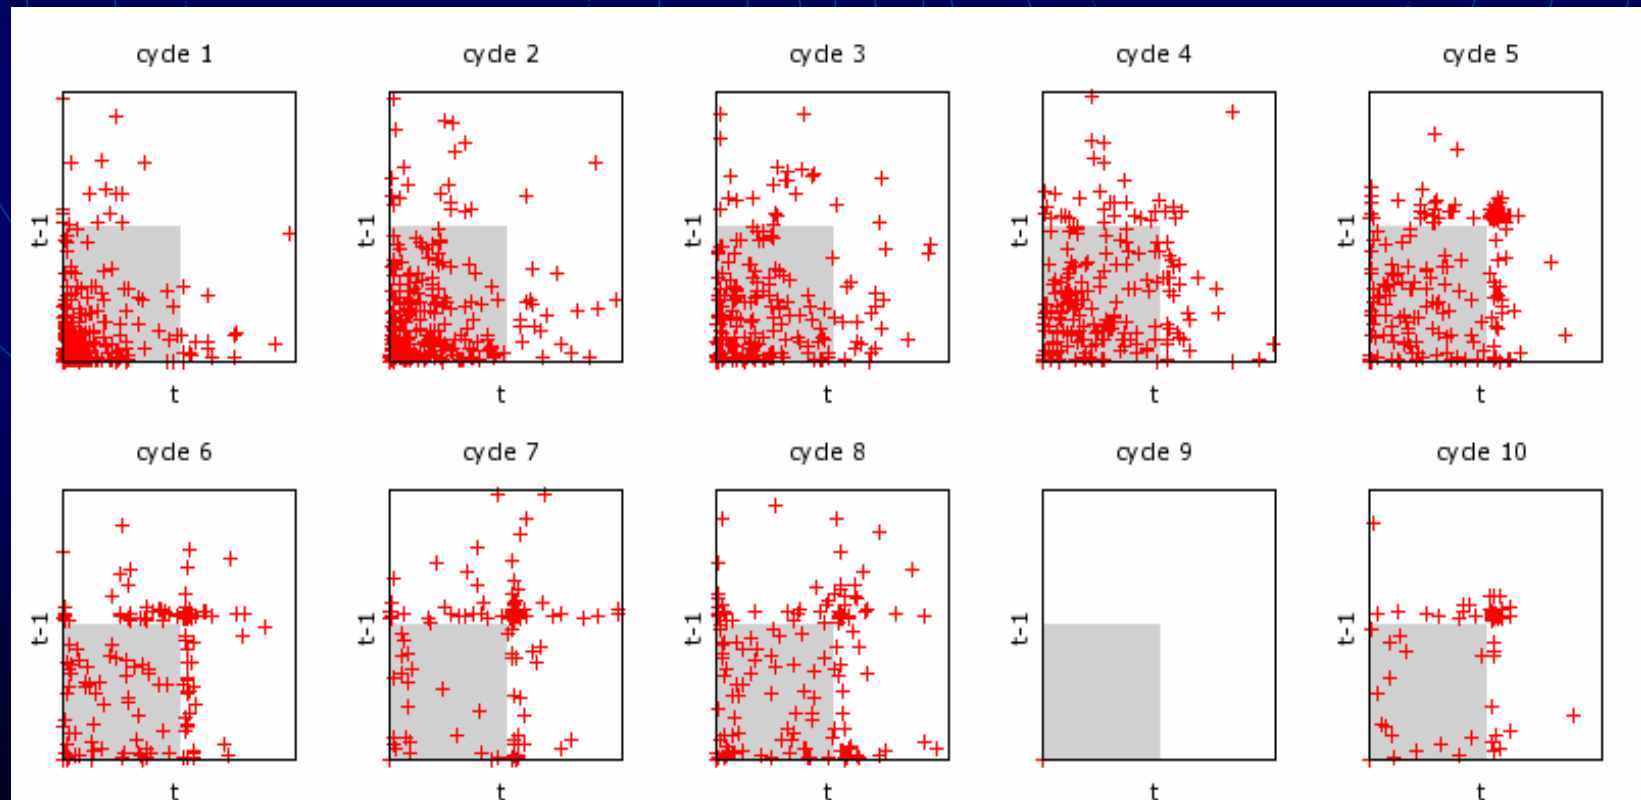 cycle 1
cycle 2
cycle 3
cycle 4
cycle 5
t-1
t-1
t-1
t-1
t-1
t
t
t
t
t
cycle 6
cycle 7
cycle 8
cycle 9
cycle 10
t-1
t-1
t-1
t-1
t-1
t
t
t
t
t